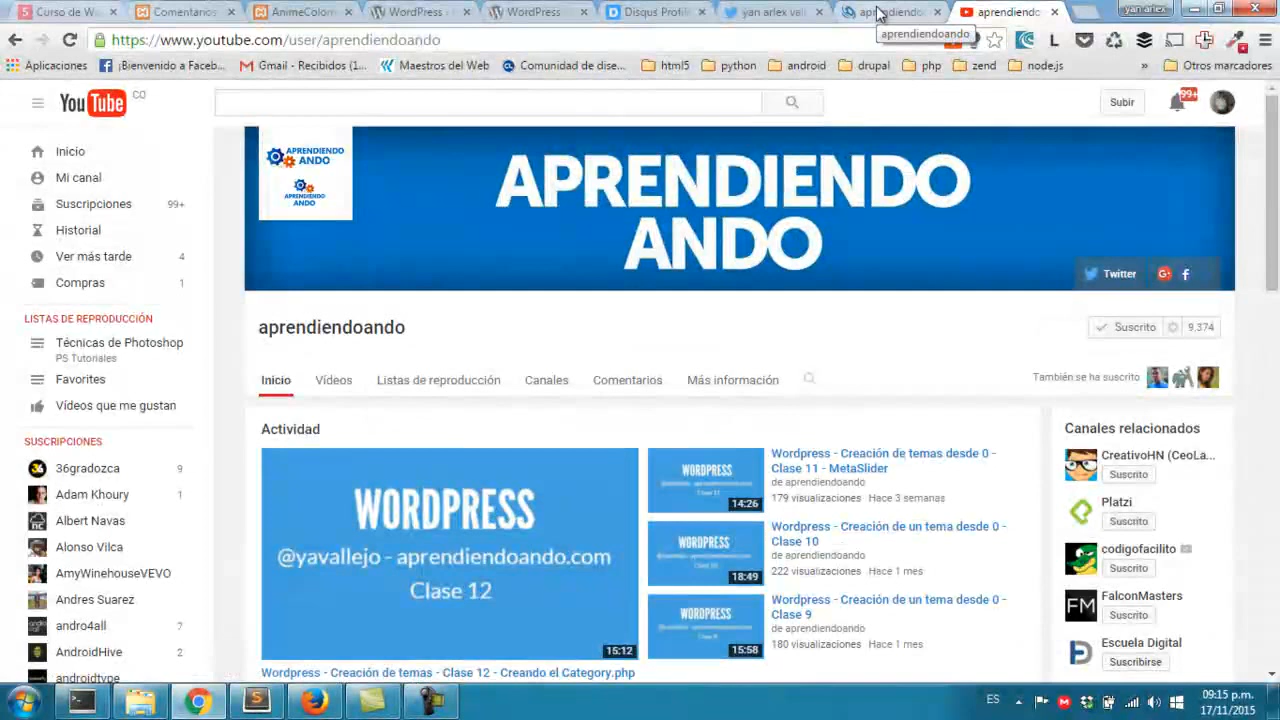 Curso de W
Comentarios
AnimeColom
WordPress
WordPress
Disqus Profil
yan arlex val
aprendiendo
aprendiendo
yan arlex
https://www.youtube.com/user/aprendiendoando
aprendiendoando
Aplicaciones
¡Bienvenido a Faceb...
Gmail - Recibidos (1...
Maestros del Web
Comunidad de dise...
html5
python
android
drupal
php
zend
node.js
»
Otros marcadores
YouTube CO
Subir
99+
Inicio
Mi canal
Suscripciones 99+
Historial
Ver más tarde 4
Compras 1
LISTAS DE REPRODUCCIÓN
Técnicas de Photoshop
PS Tutoriales
Favorites
Vídeos que me gustan
SUSCRIPCIONES
36gradozca 9
Adam Khoury 1
Albert Navas
Alonso Vilca
AmyWinehouseVEVO
Andres Suarez
andro4all 7
AndroidHive 2
androidtype
APRENDIENDO
ANDO
APRENDIENDO
ANDO
APRENDIENDO
ANDO
Twitter
aprendiendoando
Suscrito 9,374
Inicio
Vídeos
Listas de reproducción
Canales
Comentarios
Más información
También se ha suscrito
Actividad
WORDPRESS
@yavallejo - aprendiendoando.com
Clase 12
15:12
Wordpress - Creación de temas - Clase 12 - Creando el Category.php
WORDPRESS
Clase 11
14:26
Wordpress - Creación de temas desde 0 -
Clase 11 - MetaSlider
de aprendiendoando
179 visualizaciones Hace 3 semanas
WORDPRESS
18:49
Wordpress - Creación de un tema desde 0 -
Clase 10
de aprendiendoando
222 visualizaciones Hace 1 mes
WORDPRESS
15:58
Wordpress - Creación de un tema desde 0 -
Clase 9
de aprendiendoando
180 visualizaciones Hace 1 mes
Canales relacionados
CreativoHN (CeoLa...
Suscrito
Platzi
Suscrito
codigofacilito
Suscrito
FM
FalconMasters
Suscrito
Escuela Digital
Suscribirse
ES
09:15 p.m.
17/11/2015